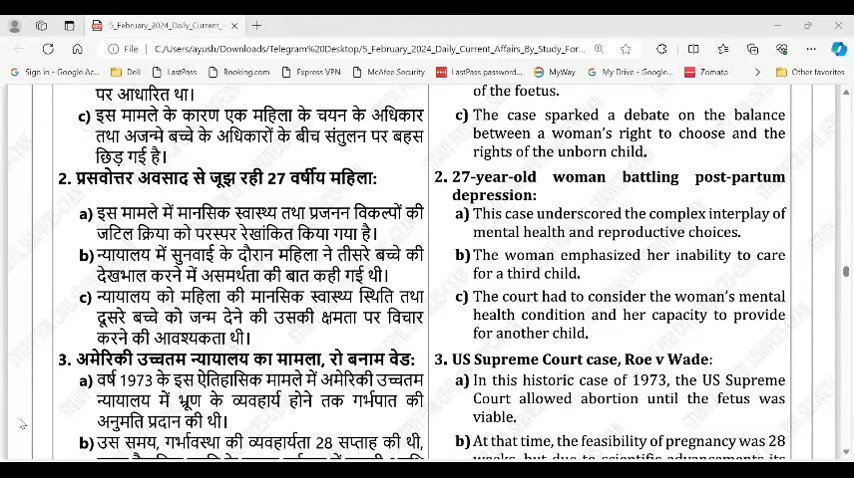 5_February_2024_Daily_Current_
File
C:/Users/ayush/Downloads/Telegram%20Desktop/5_February_2024_Daily_Current_Affairs_By_Study_For...
Sign in - Google Ac...
Dell
LastPass
Booking.com
Express VPN
McAfee Security
LastPass password...
MyWay
My Drive - Google...
Zomato
Other favorites
पर आधारित था।
c) इस मामले के कारण एक महिला के चयन के अधिकार
तथा अजन्मे बच्चे के अधिकारों के बीच संतुलन पर बहस
छिड़ गई है।
2. प्रसवोत्तर अवसाद से जूझ रही 27 वर्षीय महिला:
a) इस मामले में मानसिक स्वास्थ्य तथा प्रजनन विकल्पों की
जटिल क्रिया को परस्पर रेखांकित किया गया है।
b) न्यायालय में सुनवाई के दौरान महिला ने तीसरे बच्चे की
देखभाल करने में असमर्थता की बात कही गई थी।
c) न्यायालय को महिला की मानसिक स्वास्थ्य स्थिति तथा
दूसरे बच्चे को जन्म देने की उसकी क्षमता पर विचार
करने की आवश्यकता थी।
3. अमेरिकी उच्चतम न्यायालय का मामला, रो बनाम वेड:
a) वर्ष 1973 के इस ऐतिहासिक मामले में अमेरिकी उच्चतम
न्यायालय में भ्रूण के व्यवहार्य होने तक गर्भपात की
अनुमति प्रदान की थी।
b) उस समय, गर्भावस्था की व्यवहार्यता 28 सप्ताह की थी,
of the foetus.
c) The case sparked a debate on the balance
between a woman's right to choose and the
rights of the unborn child.
2. 27-year-old woman battling post-partum
depression:
a) This case underscored the complex interplay of
mental health and reproductive choices.
b) The woman emphasized her inability to care
for a third child.
c) The court had to consider the woman's mental
health condition and her capacity to provide
for another child.
3. US Supreme Court case, Roe v Wade:
a) In this historic case of 1973, the US Supreme
Court allowed abortion until the fetus was
viable.
b) At that time, the feasibility of pregnancy was 28
weeks, but due to scientific advancements its